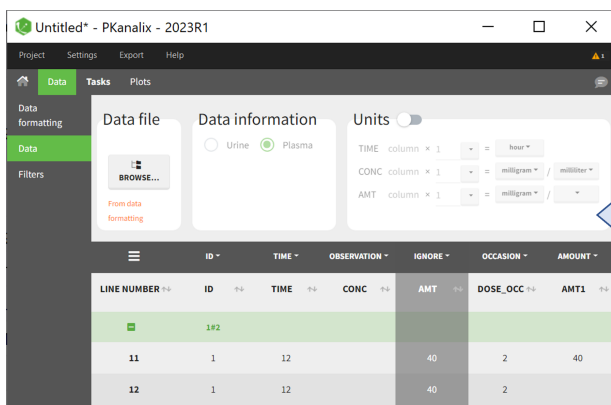 Untitled* - PKanalix - 2023R1
Project Settings Export Help
1
Data Tasks Plots
Data formatting
Data
Filters
Data file
BROWSE...
From data
formatting
Data information
Urine Plasma
Units
TIME column × 1 = hour
CONC column × 1 = milligram / milliliter
AMT column × 1 = milligram /
ID TIME OBSERVATION IGNORE OCCASION AMOUNT
LINE NUMBER ID TIME CONC AMT DOSE_OCC AMT1
1#2
11 1 12 40 2 40
12 1 12 40 2